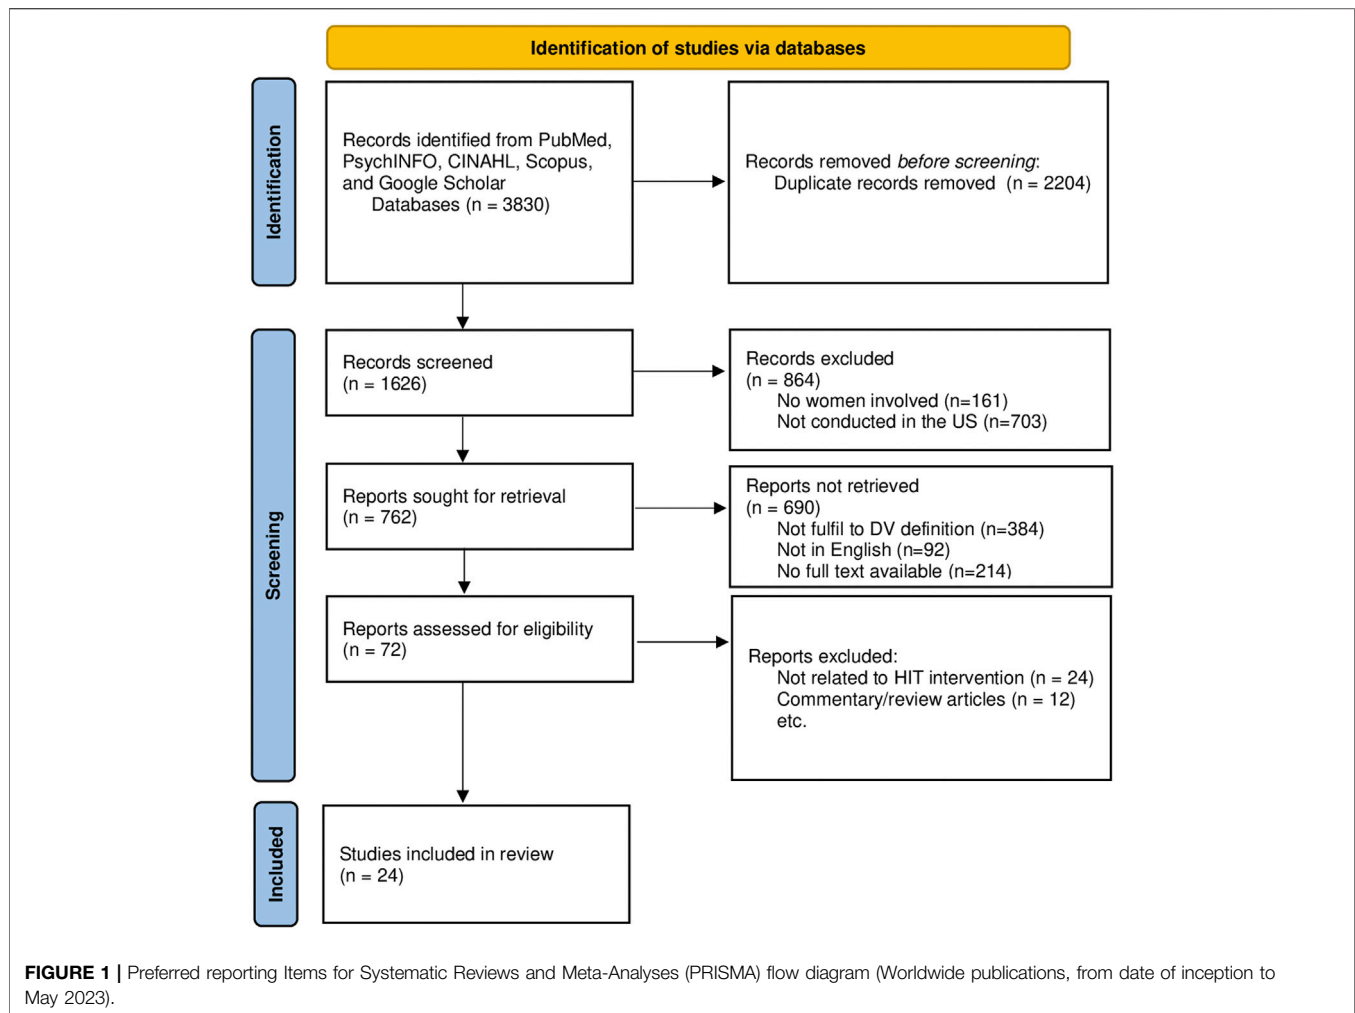 Identification of studies via databases
Identification
Records identified from PubMed,
PsychINFO, CINAHL, Scopus,
and Google Scholar
Databases (n = 3830)
Records removed before screening:
Duplicate records removed (n = 2204)
Screening
Records screened
(n = 1626)
Records excluded
(n = 864)
No women involved (n=161)
Not conducted in the US (n=703)
Reports sought for retrieval
(n = 762)
Reports not retrieved
(n = 690)
Not fulfil to DV definition (n=384)
Not in English (n=92)
No full text available (n=214)
Reports assessed for eligibility
(n = 72)
Reports excluded:
Not related to HIT intervention (n = 24)
Commentary/review articles (n = 12)
etc.
Included
Studies included in review
(n = 24)
FIGURE 1 | Preferred reporting Items for Systematic Reviews and Meta-Analyses (PRISMA) flow diagram (Worldwide publications, from date of inception to
May 2023).